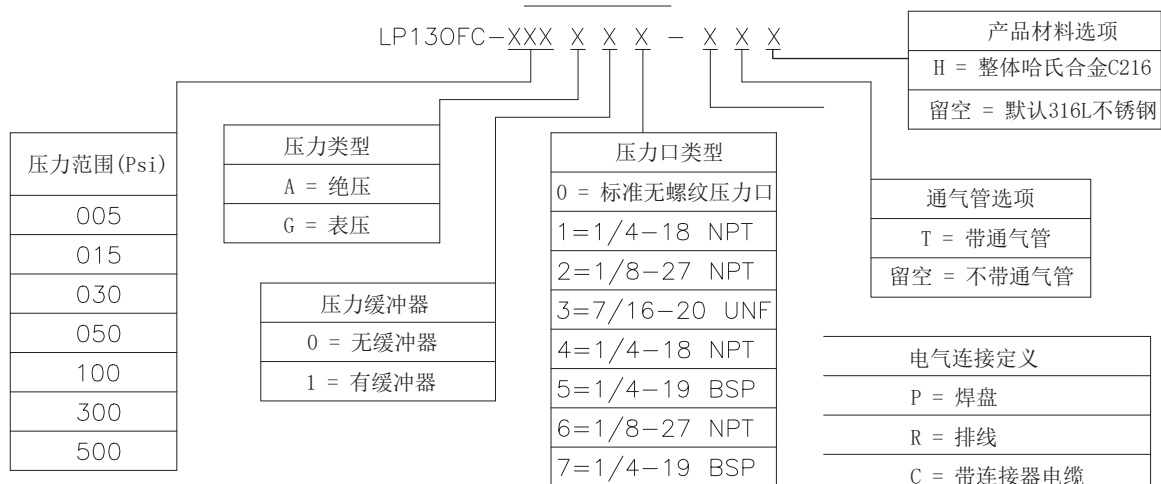 LP130FC-XXX X X X - X X X
产品材料选项
H = 整体哈氏合金C216
留空 = 默认316L不锈钢
压力范围(Psi)
005
015
030
050
100
300
500
压力类型
A = 绝压
G = 表压
压力缓冲器
0 = 无缓冲器
1 = 有缓冲器
压力口类型
0 = 标准无螺纹压力口
1=1/4-18 NPT
2=1/8-27 NPT
3=7/16-20 UNF
4=1/4-18 NPT
5=1/4-19 BSP
6=1/8-27 NPT
7=1/4-19 BSP
通气管选项
T = 带通气管
留空 = 不带通气管
电气连接定义
P = 焊盘
R = 排线
C = 带连接器电缆